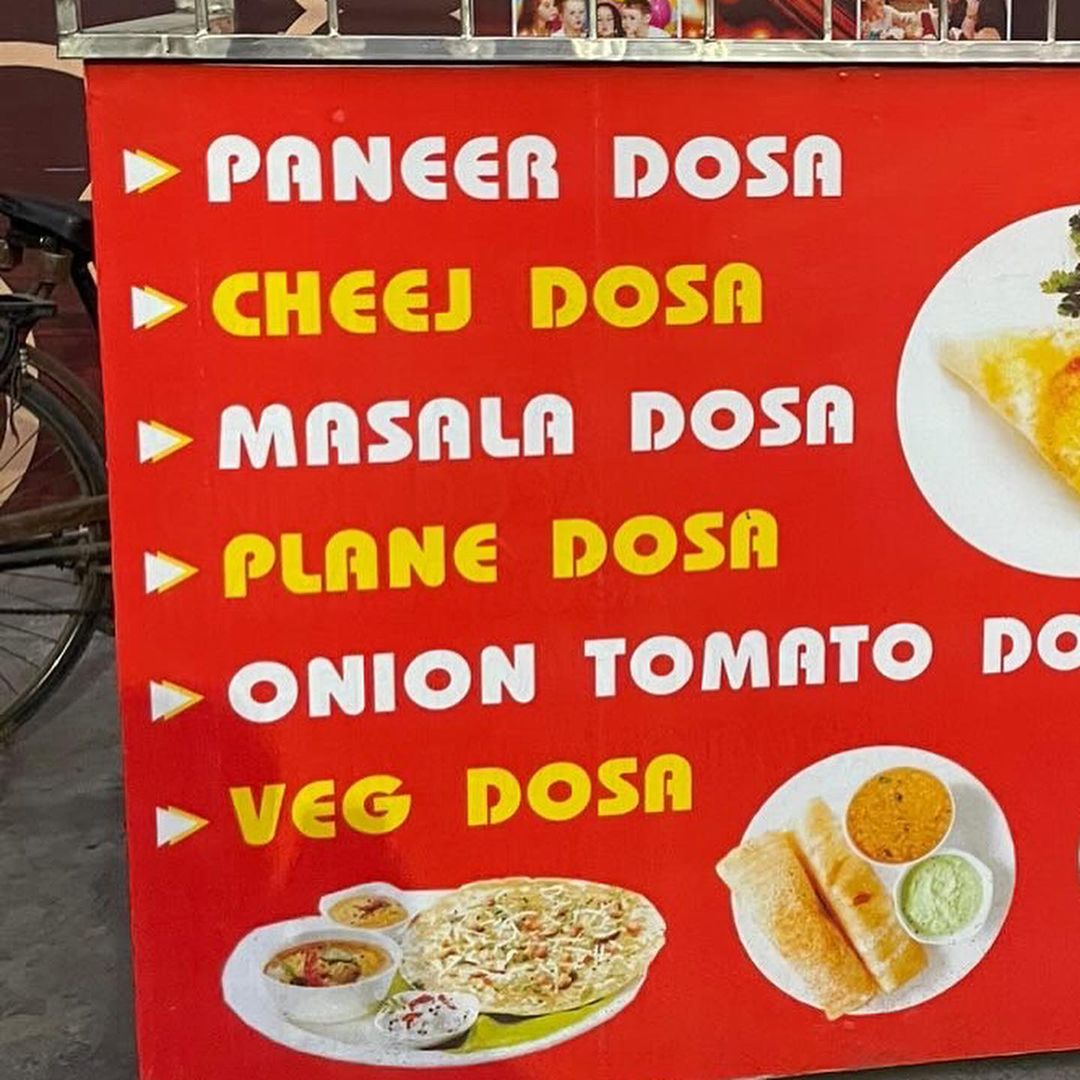 PANEER DOSA
CHEEJ DOSA
MASALA DOSA
PLANE DOSA
ONION TOMATO DO
VEG DOSA